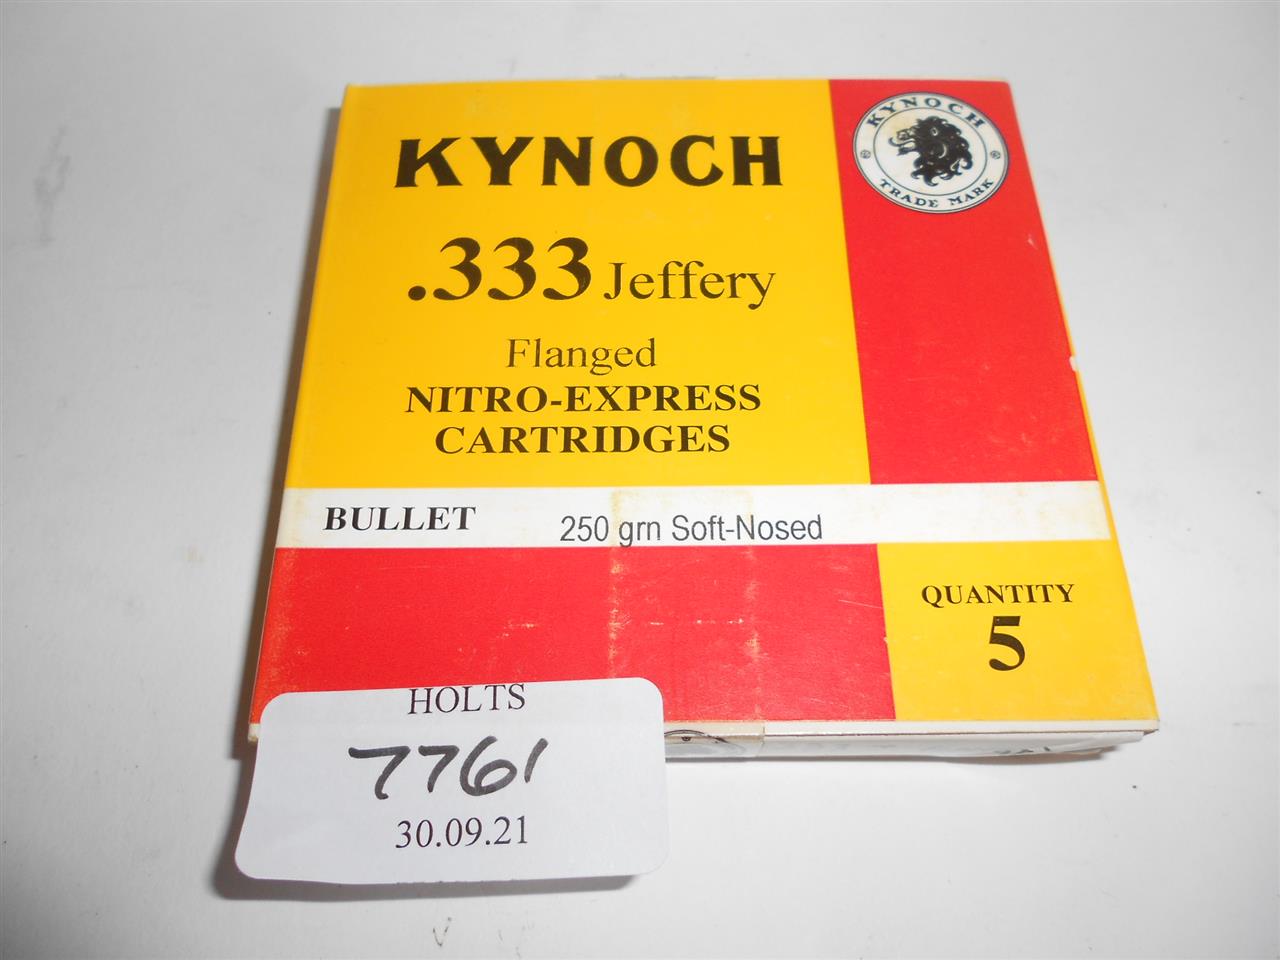 KYNOCH
KYNOCH
TRADE MARK
.333 Jeffery
Flanged
NITRO-EXPRESS
CARTRIDGES
BULLET 250 grn Soft-Nosed
QUANTITY
5
HOLTS
7761
30.09.21